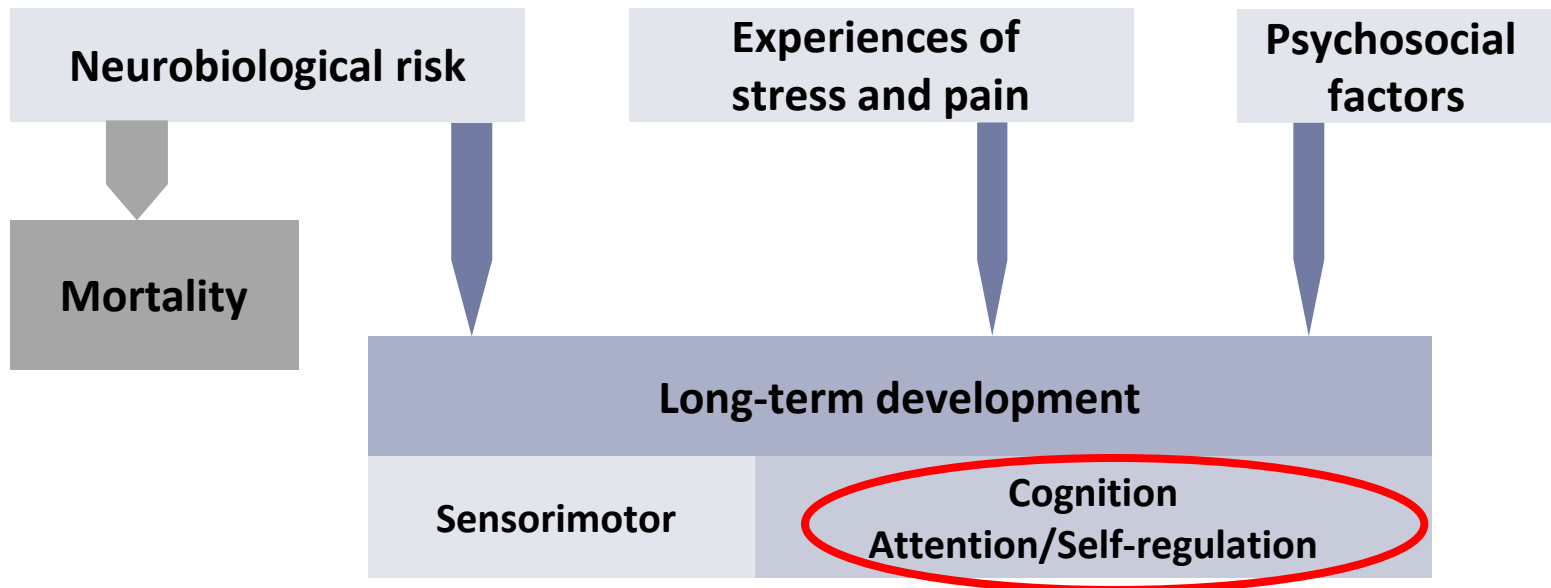 Neurobiological risk
Experiences of
stress and pain
Psychosocial
factors
Mortality
Long-term development
Sensorimotor
Cognition
Attention/Self-regulation